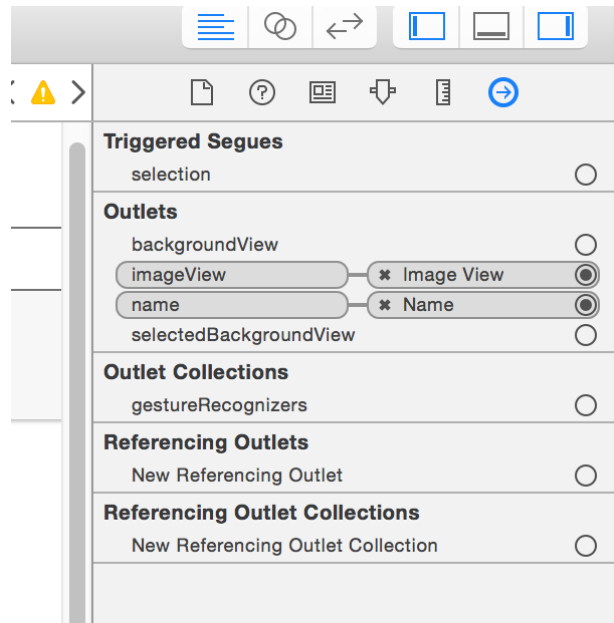 Triggered Segues
selection
Outlets
backgroundView
imageView Image View
name Name
selectedBackgroundView
Outlet Collections
gestureRecognizers
Referencing Outlets
New Referencing Outlet
Referencing Outlet Collections
New Referencing Outlet Collection